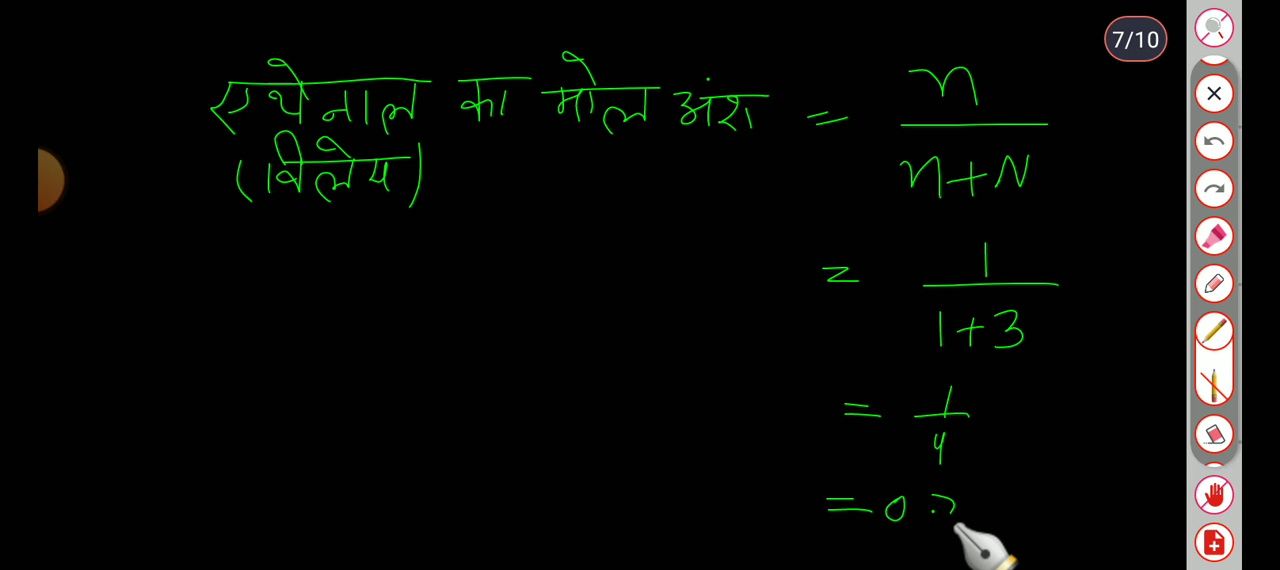 7/10
एथेनाल का मोल अंश = n / n+N
(विलेय)
= 1 / 1+3
= 1 / 4
= 0.